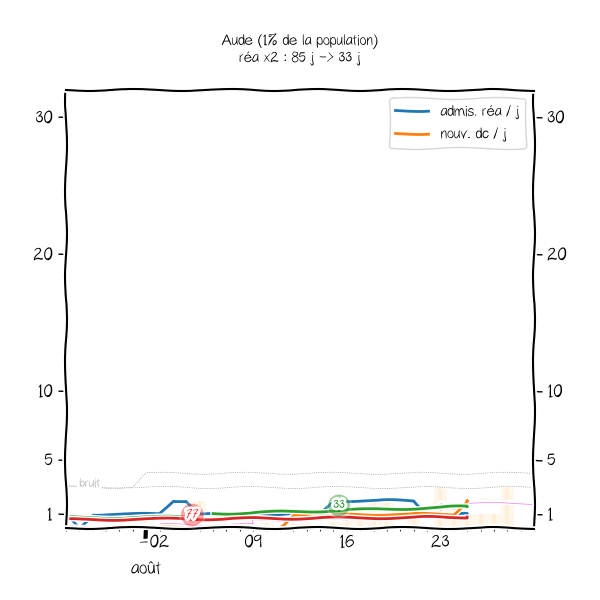 Aude (1% de la population)
réa x2 : 85 j -> 33 j
admis. réa / j
nouv. dc / j
30 30
20 20
10 10
5 5
bruit
33
77
1 1
02 09 16 23
août